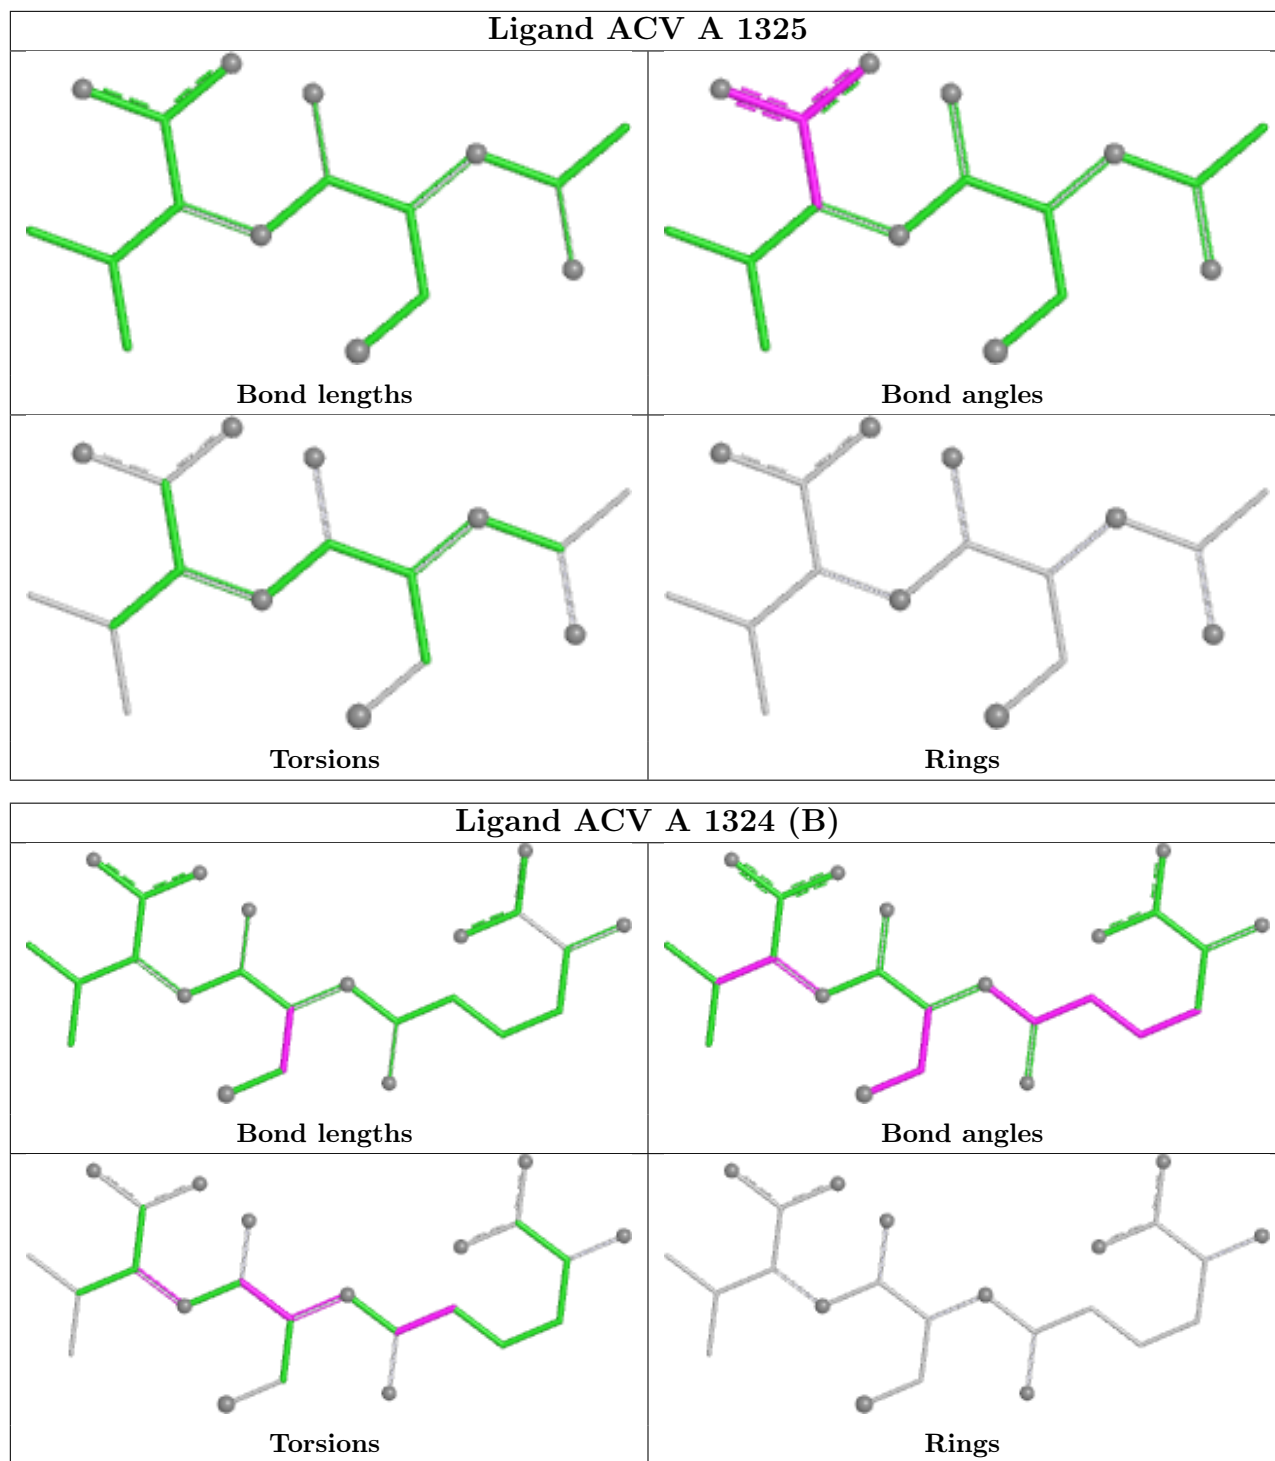 Ligand ACV A 1325
Bond lengths
Bond angles
Torsions
Rings
Ligand ACV A 1324 (B)
Bond lengths
Bond angles
Torsions
Rings